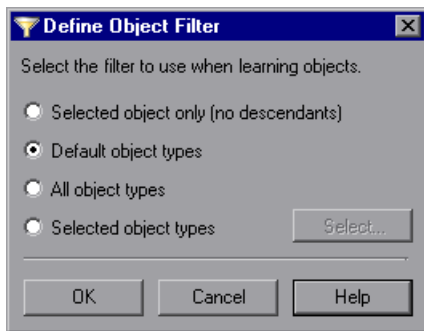 Define Object Filter
Select the filter to use when learning objects.
Selected object only (no descendants)
Default object types
All object types
Selected object types
Select...
OK
Cancel
Help